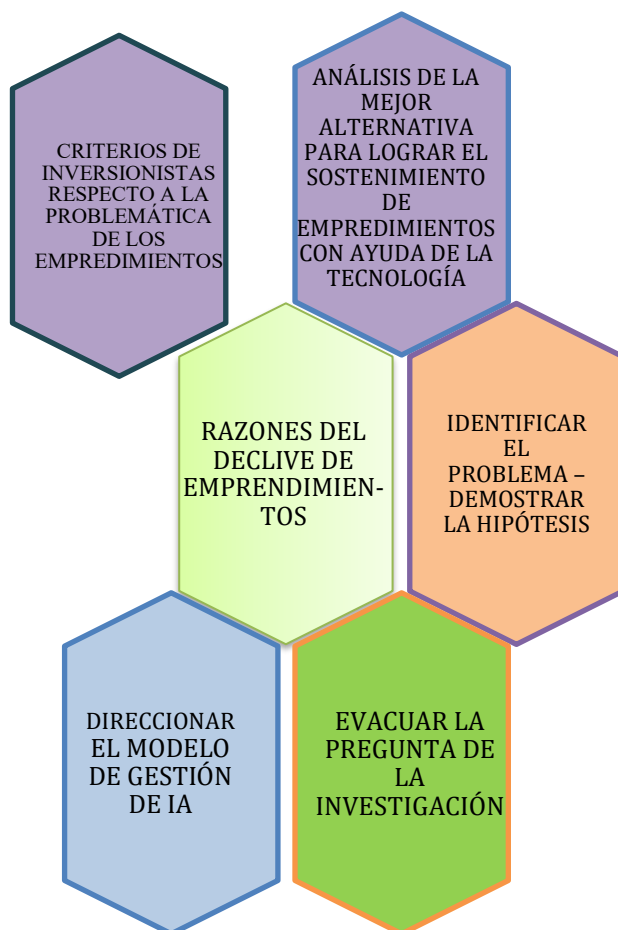 CRITERIOS DE
INVERSIONISTAS
RESPECTO A LA
PROBLEMÁTICA
DE LOS
EMPREDIMIENTOS
ANÁLISIS DE LA
MEJOR
ALTERNATIVA
PARA LOGRAR EL
SOSTENIMIENTO
DE
EMPREDIMIENTOS
CON AYUDA DE LA
TECNOLOGÍA
RAZONES DEL
DECLIVE DE
EMPRENDIMIEN-
TOS
IDENTIFICAR
EL
PROBLEMA –
DEMOSTRAR
LA HIPÓTESIS
DIRECCIONAR
EL MODELO
DE GESTIÓN
DE IA
EVACUAR LA
PREGUNTA DE
LA
INVESTIGACIÓN